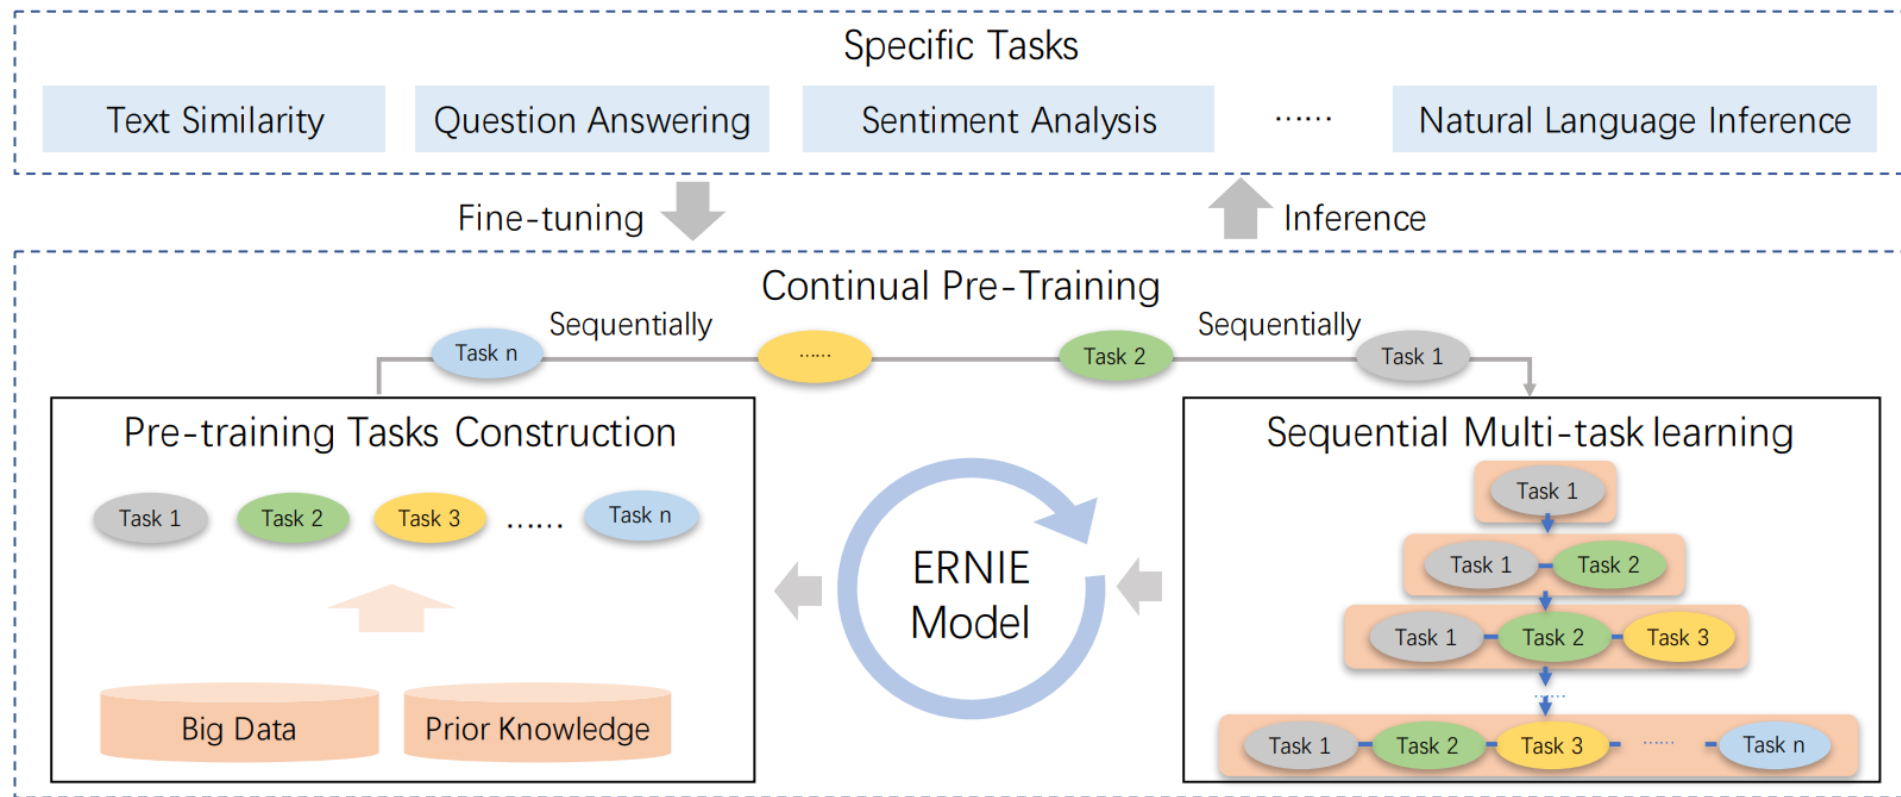 Specific Tasks
Text Similarity
Question Answering
Sentiment Analysis
......
Natural Language Inference
Fine-tuning
Inference
Continual Pre-Training
Sequentially
Sequentially
Task n
......
Task 2
Task 1
Pre-training Tasks Construction
Task 1
Task 2
Task 3
......
Task n
Big Data
Prior Knowledge
ERNIE
Model
Sequential Multi-task learning
Task 1
Task 1
Task 2
Task 1
Task 2
Task 3
......
Task 1
Task 2
Task 3
......
Task n